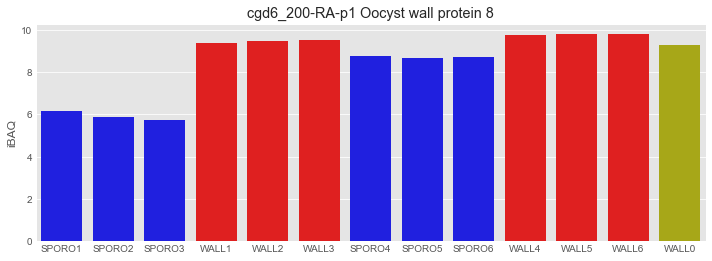 cgd6_200-RA-p1 Oocyst wall protein 8
10
8
6
4
2
0
iBAQ
SPORO1 SPORO2 SPORO3 WALL1 WALL2 WALL3 SPORO4 SPORO5 SPORO6 WALL4 WALL5 WALL6 WALL0